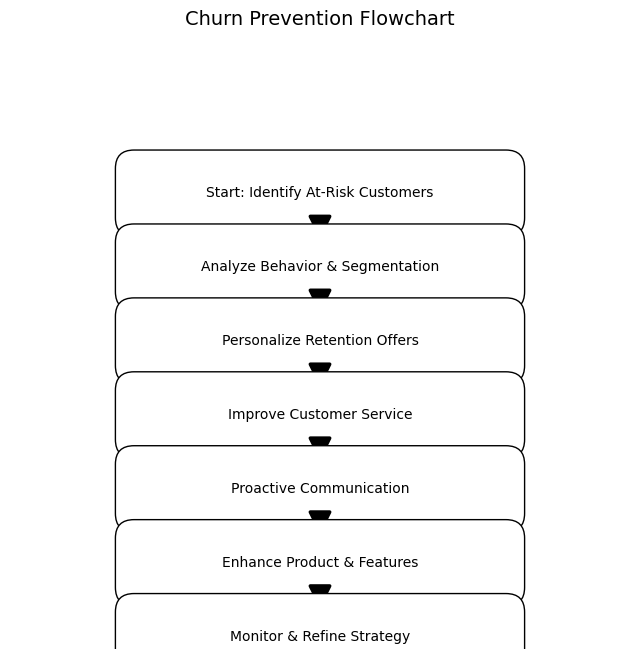 Churn Prevention Flowchart
Start: Identify At-Risk Customers
Analyze Behavior & Segmentation
Personalize Retention Offers
Improve Customer Service
Proactive Communication
Enhance Product & Features
Monitor & Refine Strategy